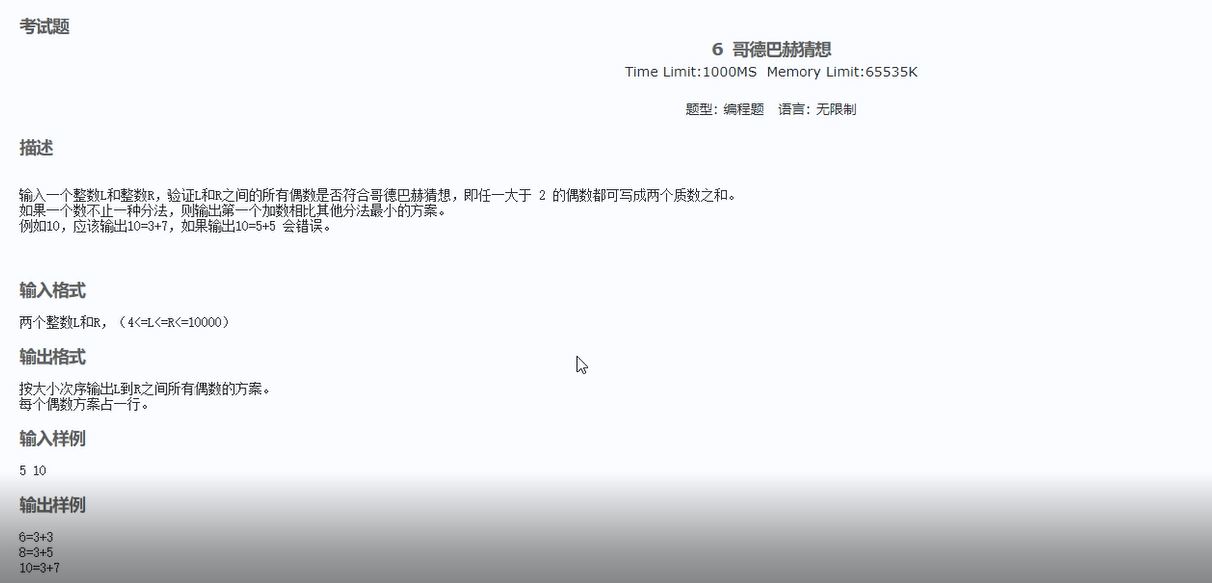 考试题
6 哥德巴赫猜想
Time Limit:1000MS Memory Limit:65535K
题型: 编程题 语言: 无限制
描述
输入一个整数L和整数R，验证L和R之间的所有偶数是否符合哥德巴赫猜想，即任一大于 2 的偶数都可写成两个质数之和。
如果一个数不止一种分法，则输出第一个加数相比其他分法最小的方案。
例如10，应该输出10=3+7，如果输出10=5+5 会错误。
输入格式
两个整数L和R，（4<=L<=R<=10000）
输出格式
按大小次序输出L到R之间所有偶数的方案。
每个偶数方案占一行。
输入样例
5 10
输出样例
6=3+3
8=3+5
10=3+7